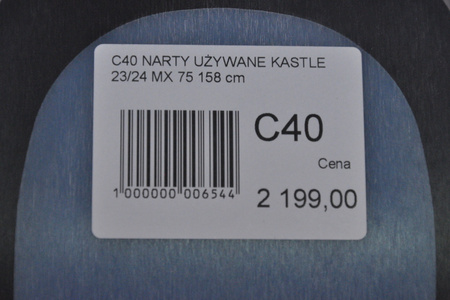 C40 NARTY UŻYWANE KASTLE
23/24 MX 75 158 cm
C40
Cena
1 000000 006544
2 199,00